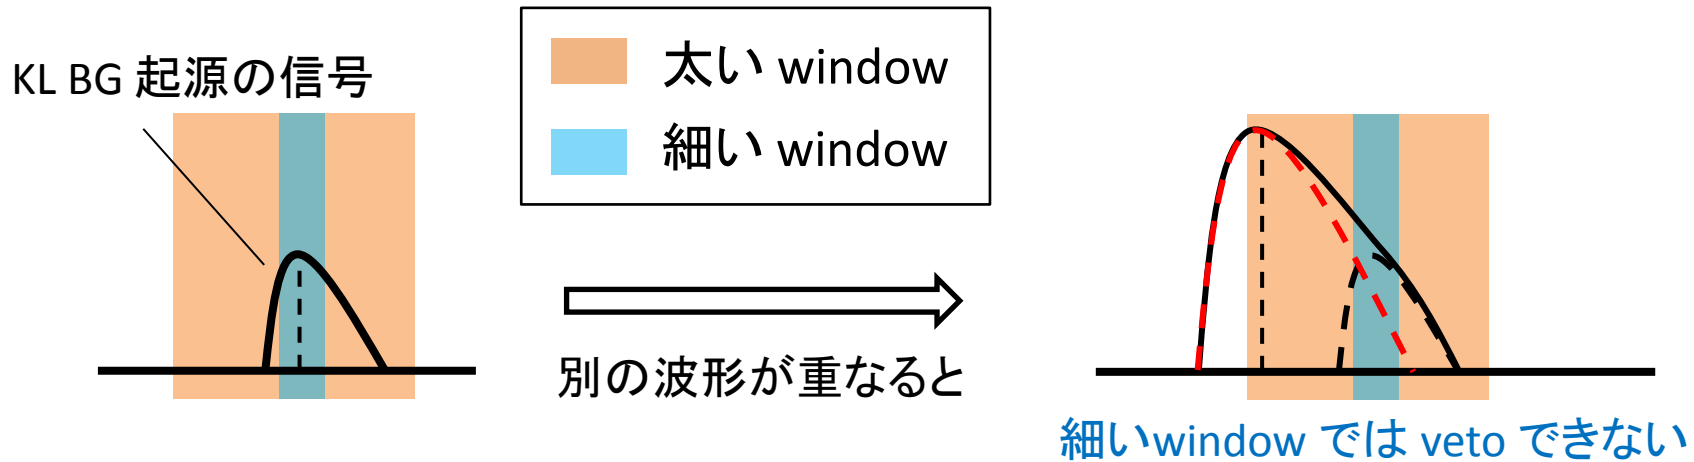 KL BG 起源の信号
太い window
細い window
別の波形が重なると
細いwindow では veto できない